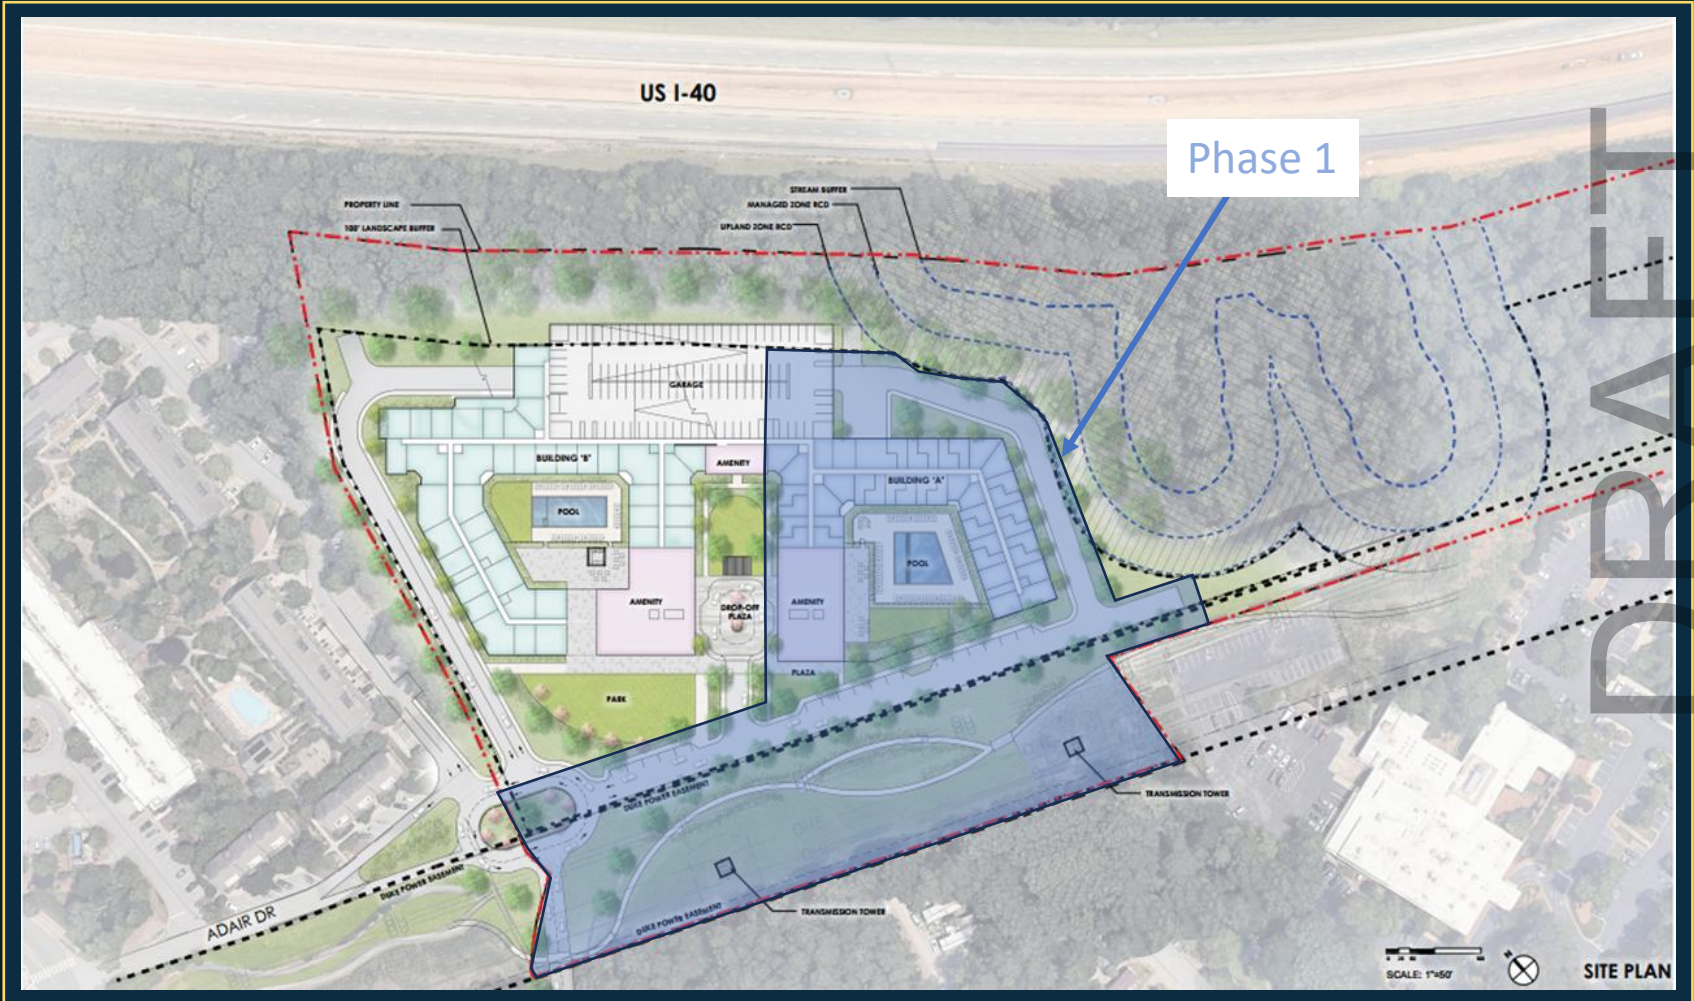 US I-40
Phase 1
STREAM BUFFER
MANAGED ZONE RCD
UPLAND ZONE RCD
PROPERTY LINE
100' LANDSCAPE BUFFER
GARAGE
BUILDING "B"
AMENITY
BUILDING "A"
POOL
POOL
AMENITY
DROP-OFF
PLAZA
AMENITY
PLAZA
PARK
DUKE POWER EASEMENT
TRANSMISSION TOWER
DUKE POWER EASEMENT
ADAIR DR
DUKE POWER EASEMENT
TRANSMISSION TOWER
SCALE: 1"=50'
N
SITE PLAN
DRAFT